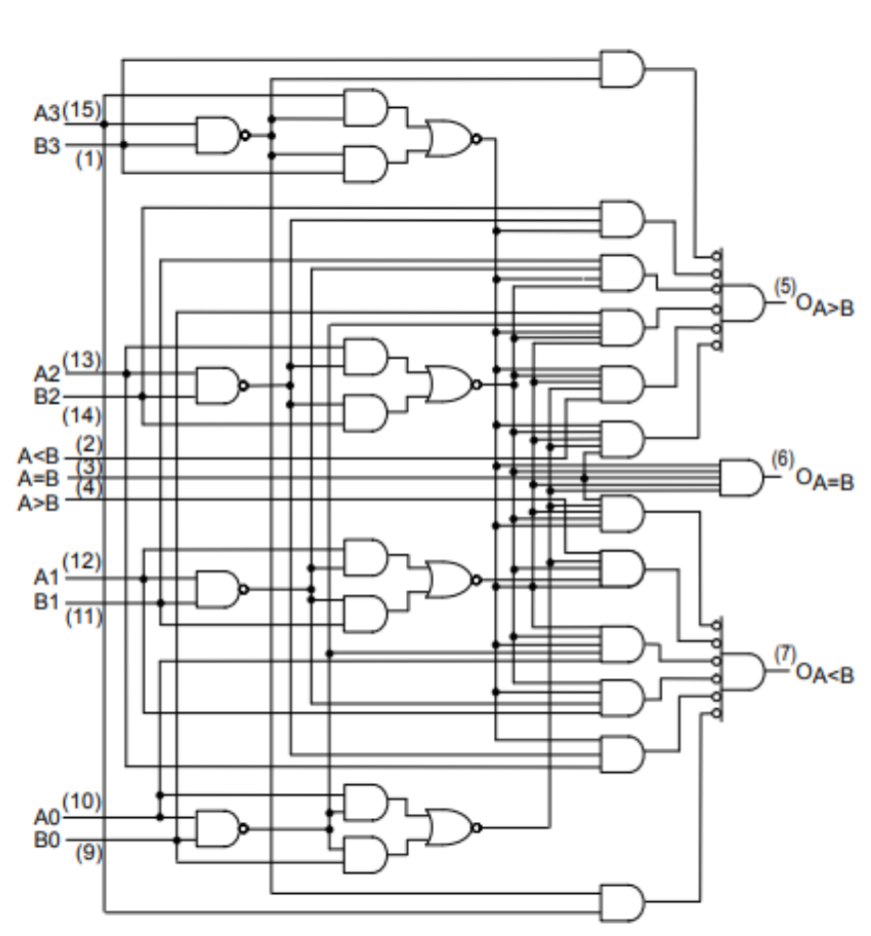 A3 (15)
B3
(1)
(5) OA>B
A2 (13)
B2
(14)
A<B (2)
A=B (3)
A>B (4)
(6) OA=B
A1 (12)
B1
(11)
(7) OA<B
A0 (10)
B0
(9)